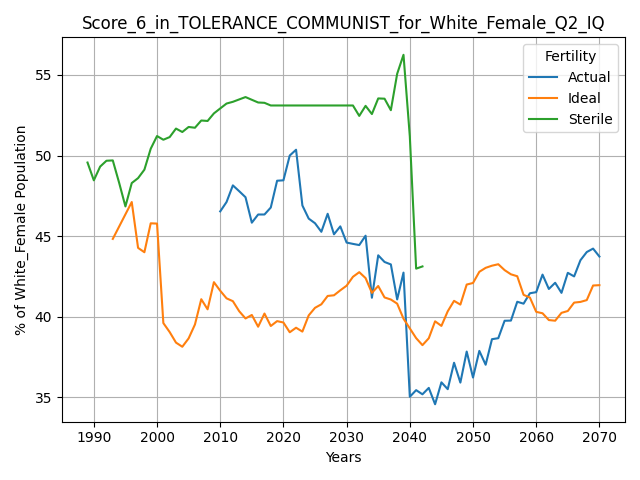 Score_6_in_TOLERANCE_COMMUNIST_for_White_Female_Q2_IQ
Fertility
Actual
Ideal
Sterile
% of White_Female Population
55
50
45
40
35
1990 2000 2010 2020 2030 2040 2050 2060 2070
Years